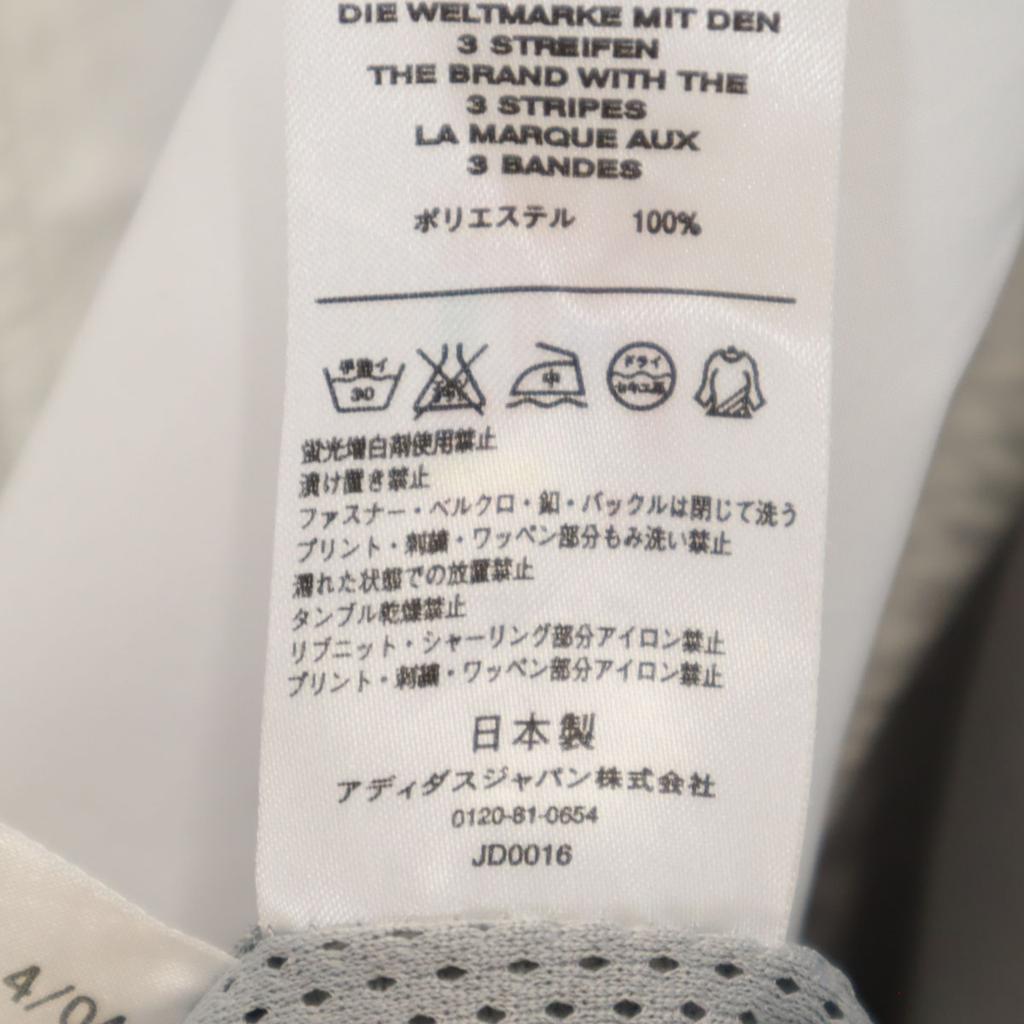 DIE WELTMARKE MIT DEN
3 STREIFEN
THE BRAND WITH THE
3 STRIPES
LA MARQUE AUX
3 BANDES
ポリエステル 100%
30 中 ドライ
蛍光増白剤使用禁止
漬け置き禁止
ファスナー・ベルクロ・釦・バックルは閉じて洗う
プリント・刺繍・ワッペン部分もみ洗い禁止
濡れた状態での放置禁止
タンブル乾燥禁止
リブニット・シャーリング部分アイロン禁止
プリント・刺繍・ワッペン部分アイロン禁止
日本製
アディダスジャパン株式会社
0120-81-0654
JD0016